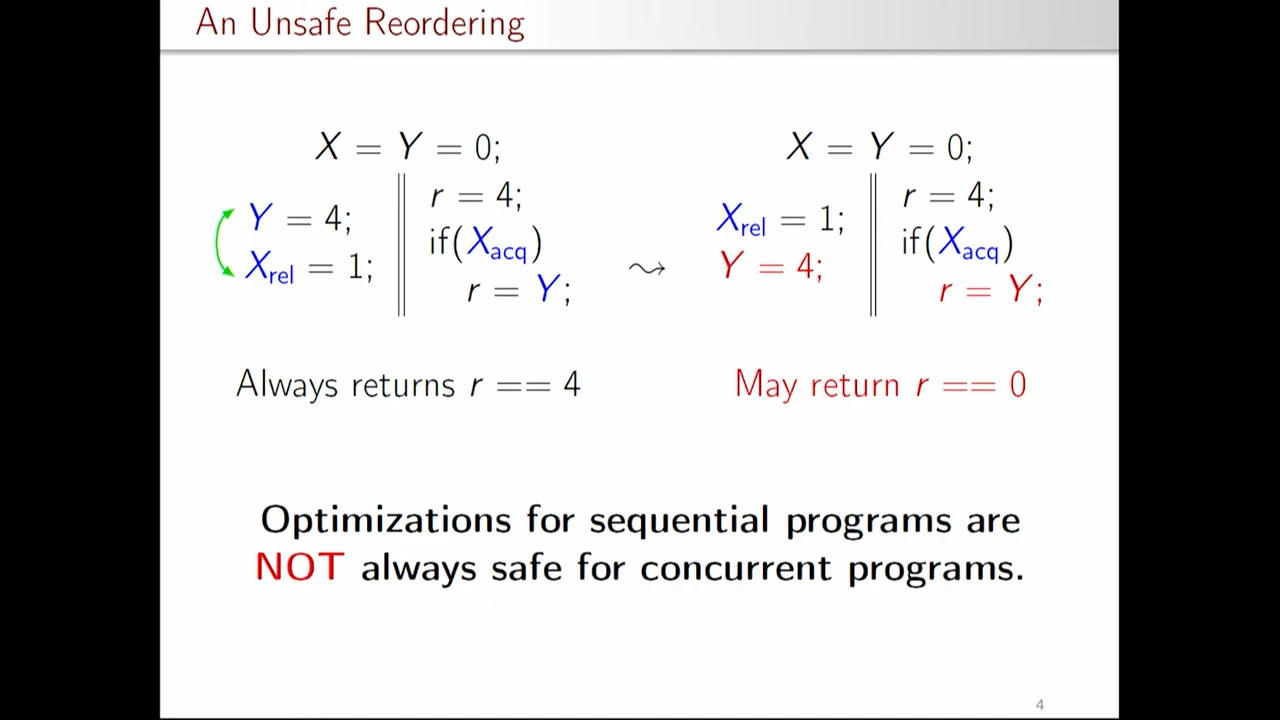 An Unsafe Reordering
X = Y = 0;
Y = 4;
X_rel = 1;
r = 4;
if(X_acq)
r = Y;
⇝
X = Y = 0;
X_rel = 1;
Y = 4;
r = 4;
if(X_acq)
r = Y;
Always returns r == 4
May return r == 0
Optimizations for sequential programs are
NOT always safe for concurrent programs.
4